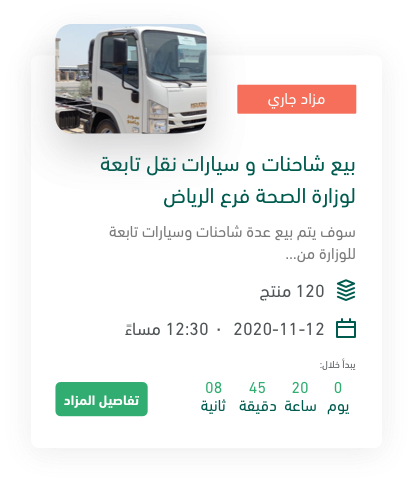 مزاد جاري
بيع شاحنات و سيارات نقل تابعة
لوزارة الصحة فرع الرياض
سوف يتم بيع عدة شاحنات وسيارات تابعة
للوزارة من...
120 منتج
2020-11-12 · 12:30 مساءً
يبدأ خلال:
0 20 45 08
يوم ساعة دقيقة ثانية
تفاصيل المزاد